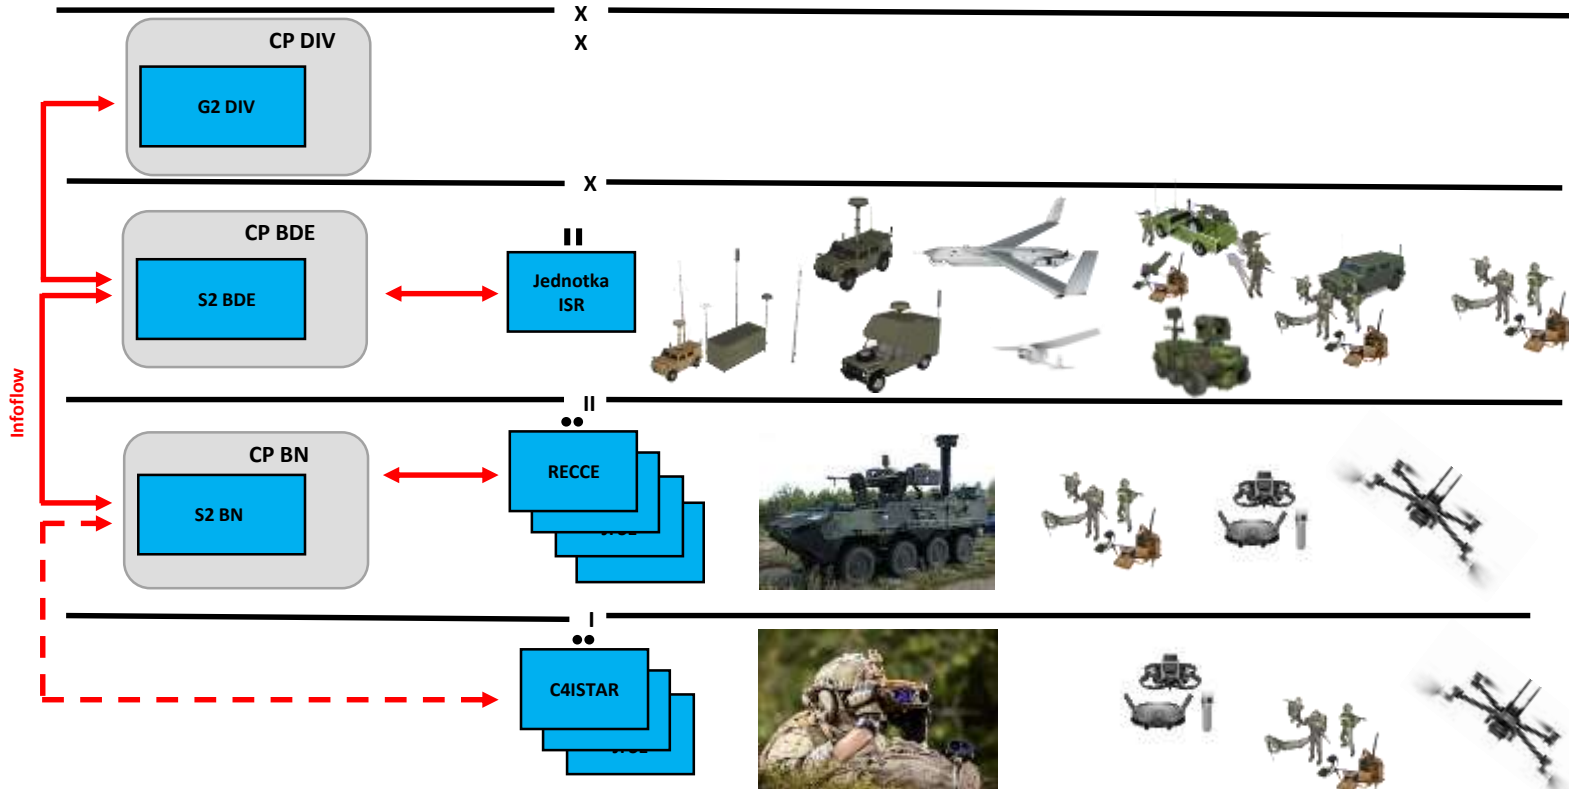 X
X
CP DIV
G2 DIV
X
CP BDE
S2 BDE
II
Jednotka
ISR
Infoflow
II
CP BN
S2 BN
RECCE
I
C4ISTAR